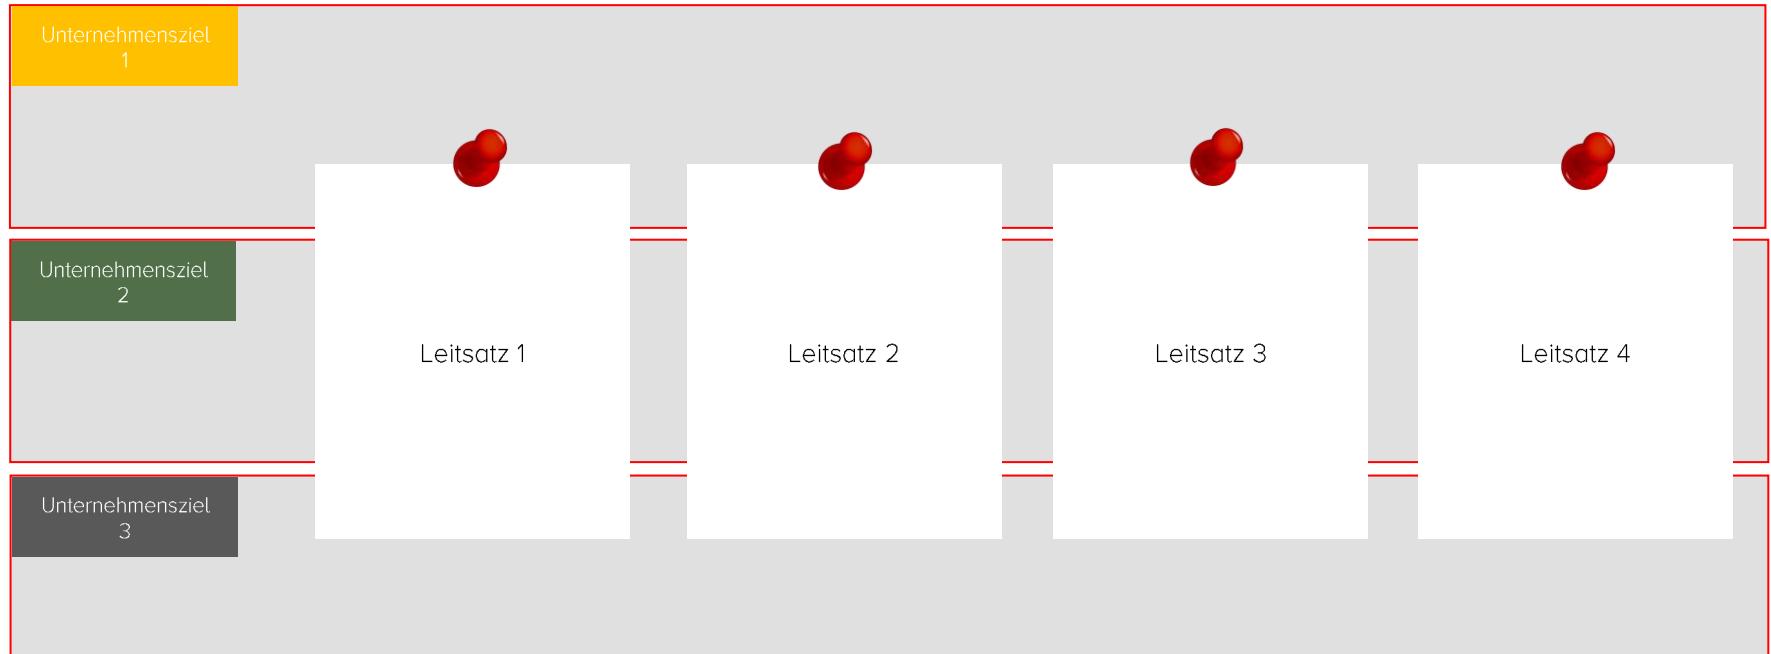 Unternehmensziel
1
Unternehmensziel
2
Leitsatz 1
Leitsatz 2
Leitsatz 3
Leitsatz 4
Unternehmensziel
3